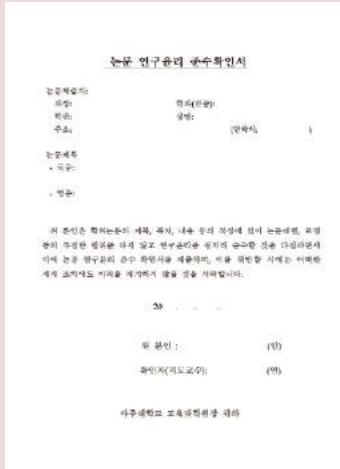 논문 연구윤리 준수확인서
논문제출자:
과정: 학과(전공):
학번: 성명:
주소: (연락처: )
논문제목
- 국문:
- 영문:
위 본인은 학위논문의 제목, 목차, 내용 등의 작성에 있어 논문대필, 표절
등의 부정한 행위를 하지 않고 연구윤리를 철저히 준수할 것을 다짐하면서
이에 논문 연구윤리 준수 확인서를 제출하며, 이를 위반할 시에는 어떠한
제재 조치에도 이의를 제기하지 않을 것을 서약합니다.
20 . . .
위 본인 : (인)
확인자(지도교수): (인)
아주대학교 교육대학원장 귀하